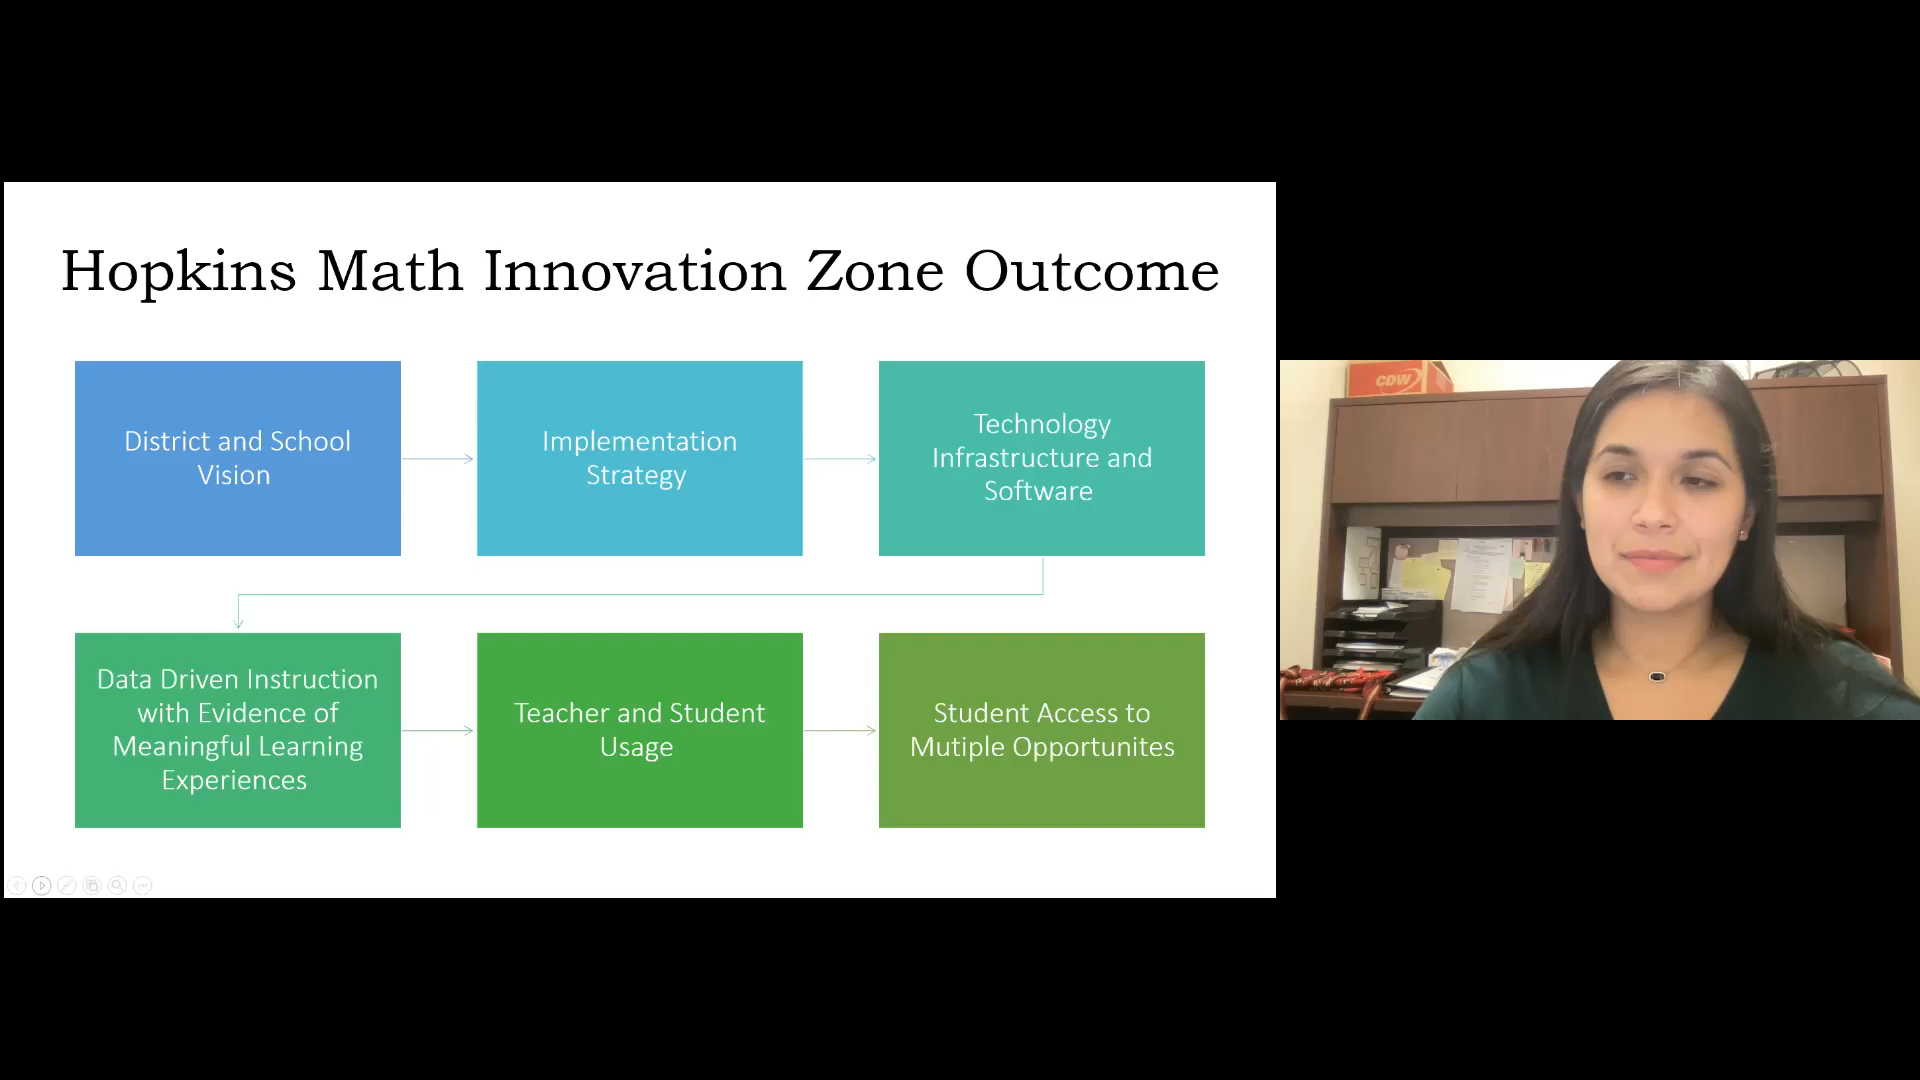 Hopkins Math Innovation Zone Outcome
District and School
Vision
Implementation
Strategy
Technology
Infrastructure and
Software
Data Driven Instruction
with Evidence of
Meaningful Learning
Experiences
Teacher and Student
Usage
Student Access to
Mutiple Opportunites
CDW